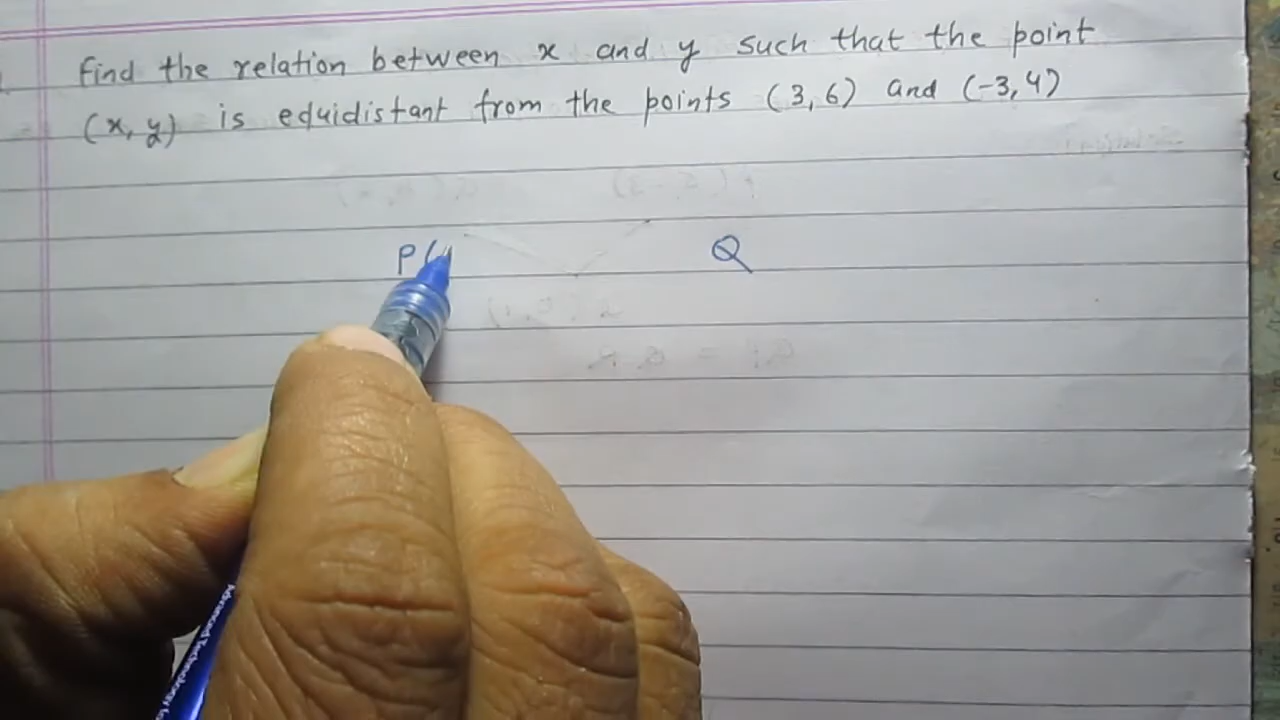 find the relation between x and y such that the point
(x, y) is equidistant from the points (3, 6) and (-3, 4)
P( Q